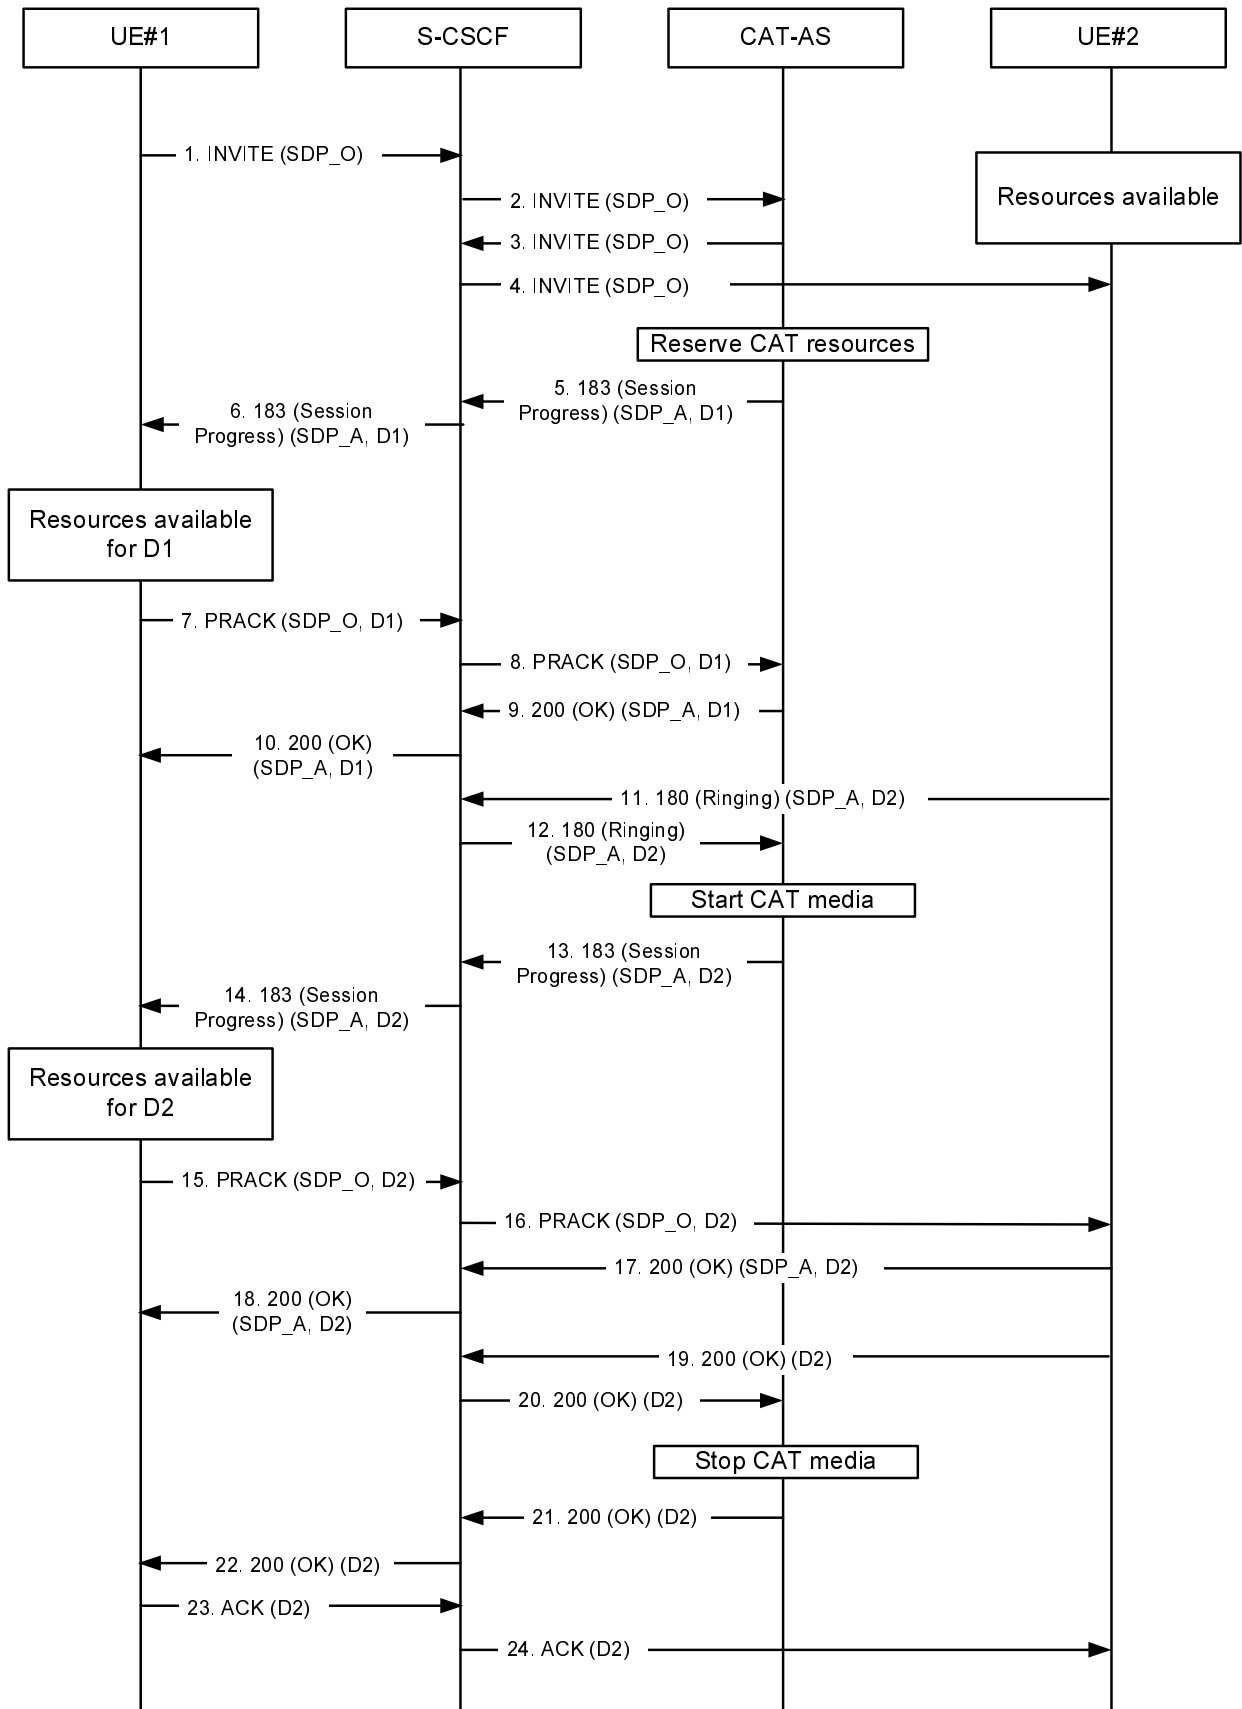 UE#1
S-CSCF
CAT-AS
UE#2
1. INVITE (SDP_O)
Resources available
2. INVITE (SDP_O)
3. INVITE (SDP_O)
4. INVITE (SDP_O)
Reserve CAT resources
5. 183 (Session
Progress) (SDP_A, D1)
6. 183 (Session
Progress) (SDP_A, D1)
Resources available
for D1
7. PRACK (SDP_O, D1)
8. PRACK (SDP_O, D1)
9. 200 (OK) (SDP_A, D1)
10. 200 (OK)
(SDP_A, D1)
11. 180 (Ringing) (SDP_A, D2)
12. 180 (Ringing)
(SDP_A, D2)
Start CAT media
13. 183 (Session
Progress) (SDP_A, D2)
14. 183 (Session
Progress) (SDP_A, D2)
Resources available
for D2
15. PRACK (SDP_O, D2)
16. PRACK (SDP_O, D2)
17. 200 (OK) (SDP_A, D2)
18. 200 (OK)
(SDP_A, D2)
19. 200 (OK) (D2)
20. 200 (OK) (D2)
Stop CAT media
21. 200 (OK) (D2)
22. 200 (OK) (D2)
23. ACK (D2)
24. ACK (D2)